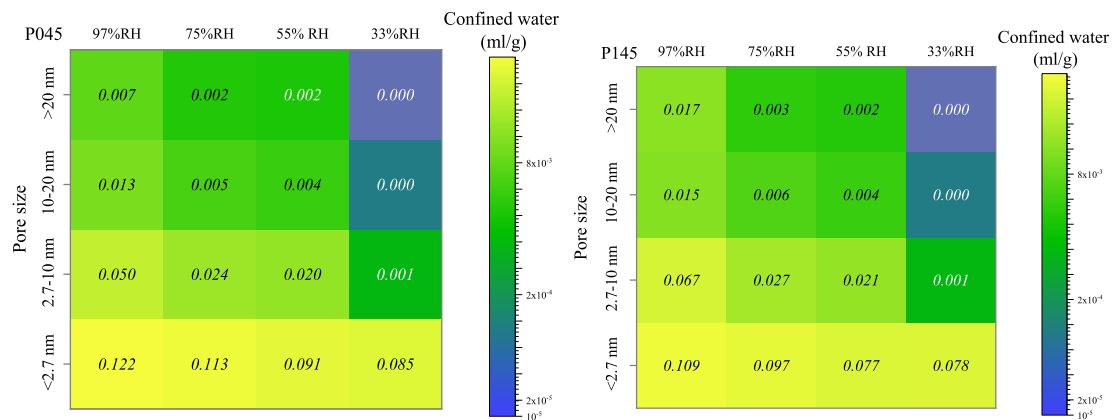 P045 97%RH 75%RH 55% RH 33%RH
Confined water
(ml/g)
Pore size
>20 nm 0.007 0.002 0.002 0.000
10-20 nm 0.013 0.005 0.004 0.000
2.7-10 nm 0.050 0.024 0.020 0.001
<2.7 nm 0.122 0.113 0.091 0.085
8x10⁻³
2x10⁻⁴
2x10⁻⁵
10⁻⁵
P145 97%RH 75%RH 55% RH 33%RH
Confined water
(ml/g)
Pore size
>20 nm 0.017 0.003 0.002 0.000
10-20 nm 0.015 0.006 0.004 0.000
2.7-10 nm 0.067 0.027 0.021 0.001
<2.7 nm 0.109 0.097 0.077 0.078
8x10⁻³
2x10⁻⁴
2x10⁻⁵
10⁻⁵